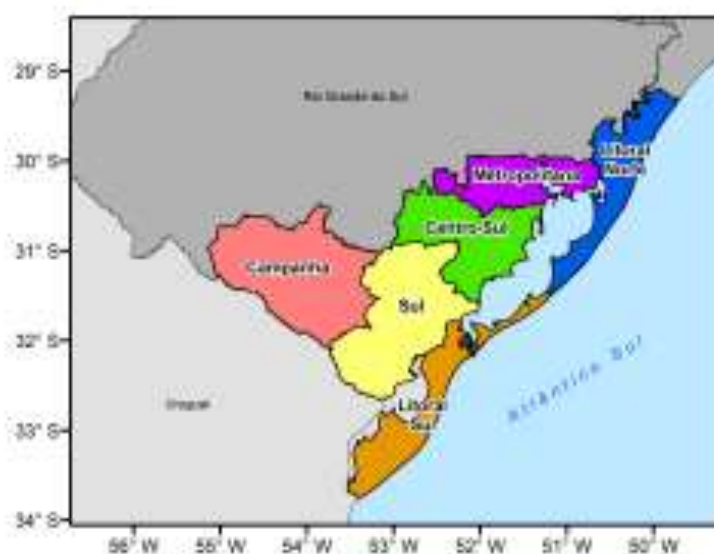 29° S
Rio Grande do Sul
30° S
Litoral
Norte
Metropolitana
Centro-Sul
31° S
Campanha
Sul
32° S
Atlântico Sul
Uruguai
Litoral
Sul
33° S
34° S
56° W
55° W
54° W
53° W
52° W
51° W
50° W